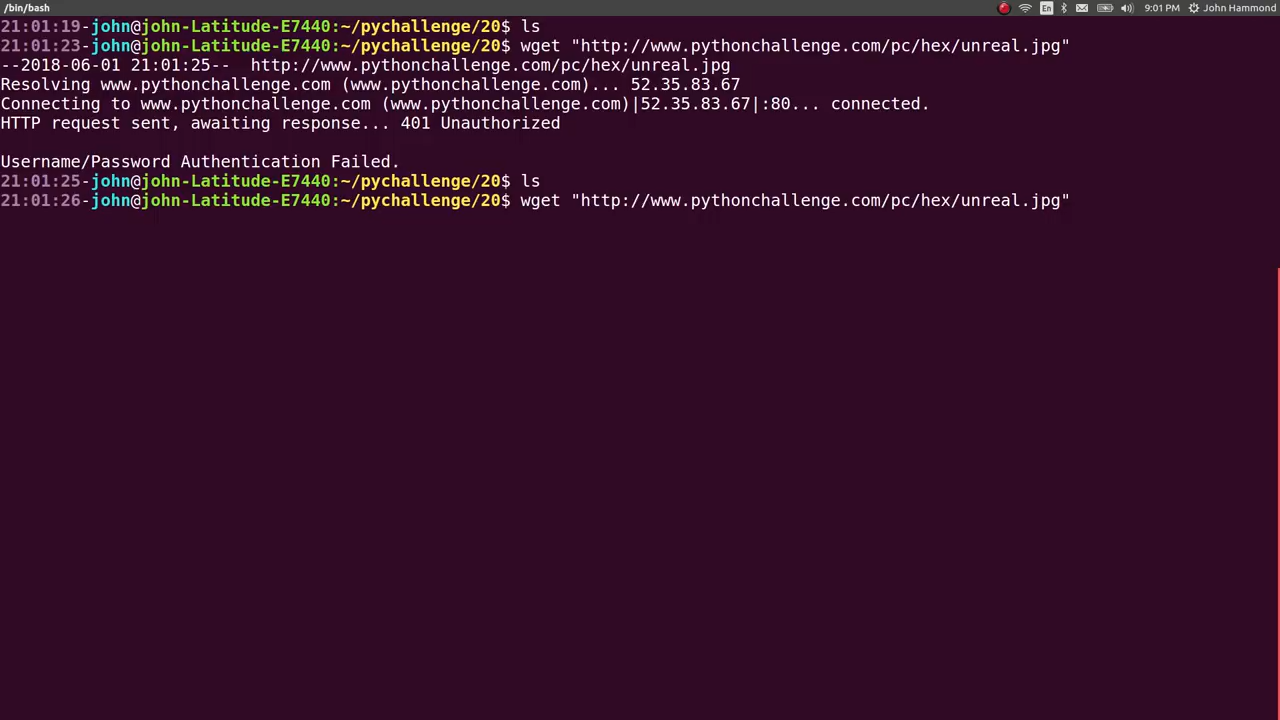 /bin/bash
En
9:01 PM
John Hammond
21:01:19-john@john-Latitude-E7440:~/pychallenge/20$ ls
21:01:23-john@john-Latitude-E7440:~/pychallenge/20$ wget "http://www.pythonchallenge.com/pc/hex/unreal.jpg"
--2018-06-01 21:01:25--  http://www.pythonchallenge.com/pc/hex/unreal.jpg
Resolving www.pythonchallenge.com (www.pythonchallenge.com)... 52.35.83.67
Connecting to www.pythonchallenge.com (www.pythonchallenge.com)|52.35.83.67|:80... connected.
HTTP request sent, awaiting response... 401 Unauthorized
Username/Password Authentication Failed.
21:01:25-john@john-Latitude-E7440:~/pychallenge/20$ ls
21:01:26-john@john-Latitude-E7440:~/pychallenge/20$ wget "http://www.pythonchallenge.com/pc/hex/unreal.jpg"